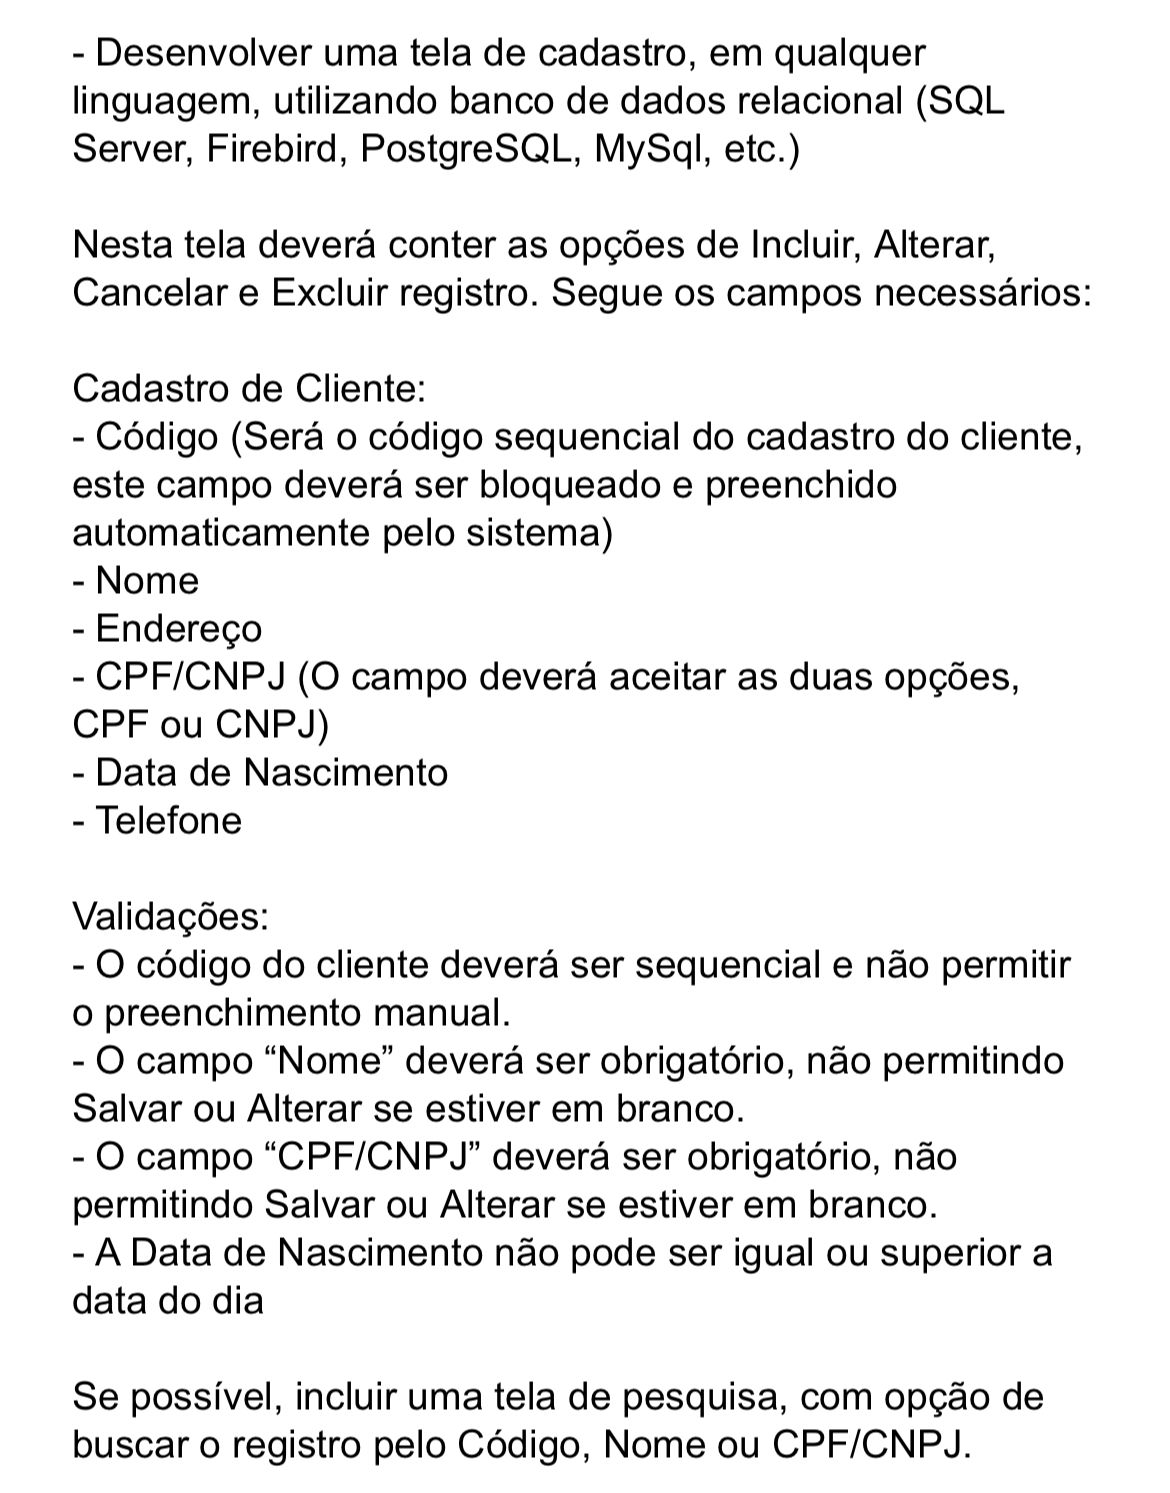 - Desenvolver uma tela de cadastro, em qualquer
linguagem, utilizando banco de dados relacional (SQL
Server, Firebird, PostgreSQL, MySql, etc.)
Nesta tela deverá conter as opções de Incluir, Alterar,
Cancelar e Excluir registro. Segue os campos necessários:
Cadastro de Cliente:
- Código (Será o código sequencial do cadastro do cliente,
este campo deverá ser bloqueado e preenchido
automaticamente pelo sistema)
- Nome
- Endereço
- CPF/CNPJ (O campo deverá aceitar as duas opções,
CPF ou CNPJ)
- Data de Nascimento
- Telefone
Validações:
- O código do cliente deverá ser sequencial e não permitir
o preenchimento manual.
- O campo “Nome” deverá ser obrigatório, não permitindo
Salvar ou Alterar se estiver em branco.
- O campo “CPF/CNPJ” deverá ser obrigatório, não
permitindo Salvar ou Alterar se estiver em branco.
- A Data de Nascimento não pode ser igual ou superior a
data do dia
Se possível, incluir uma tela de pesquisa, com opção de
buscar o registro pelo Código, Nome ou CPF/CNPJ.